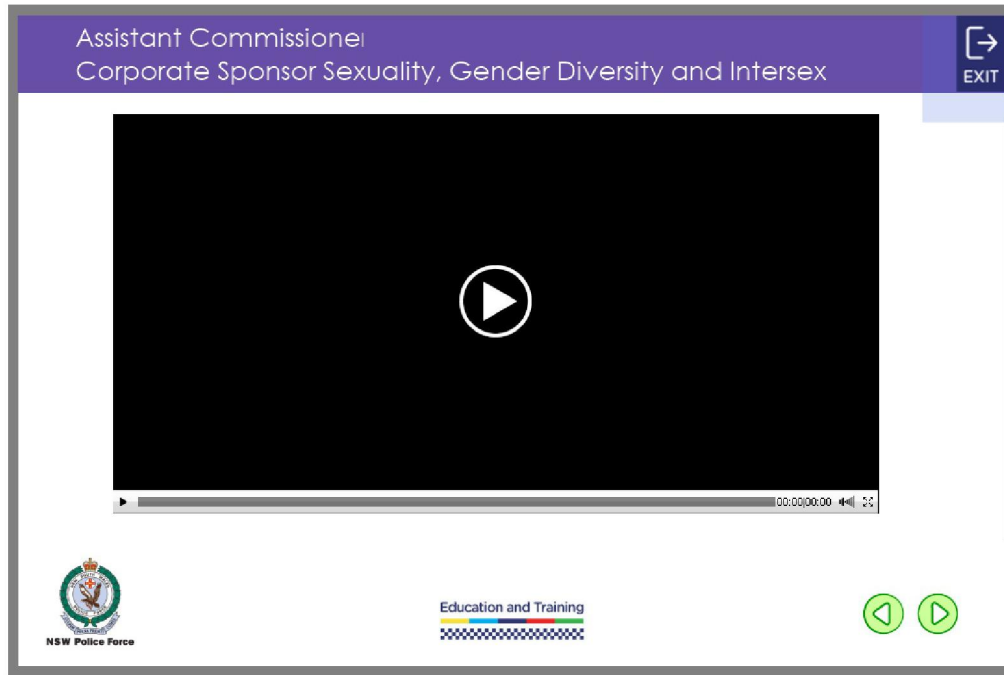 Assistant Commissioner
Corporate Sponsor Sexuality, Gender Diversity and Intersex
EXIT
00:00|00:00
NSW Police Force
Education and Training